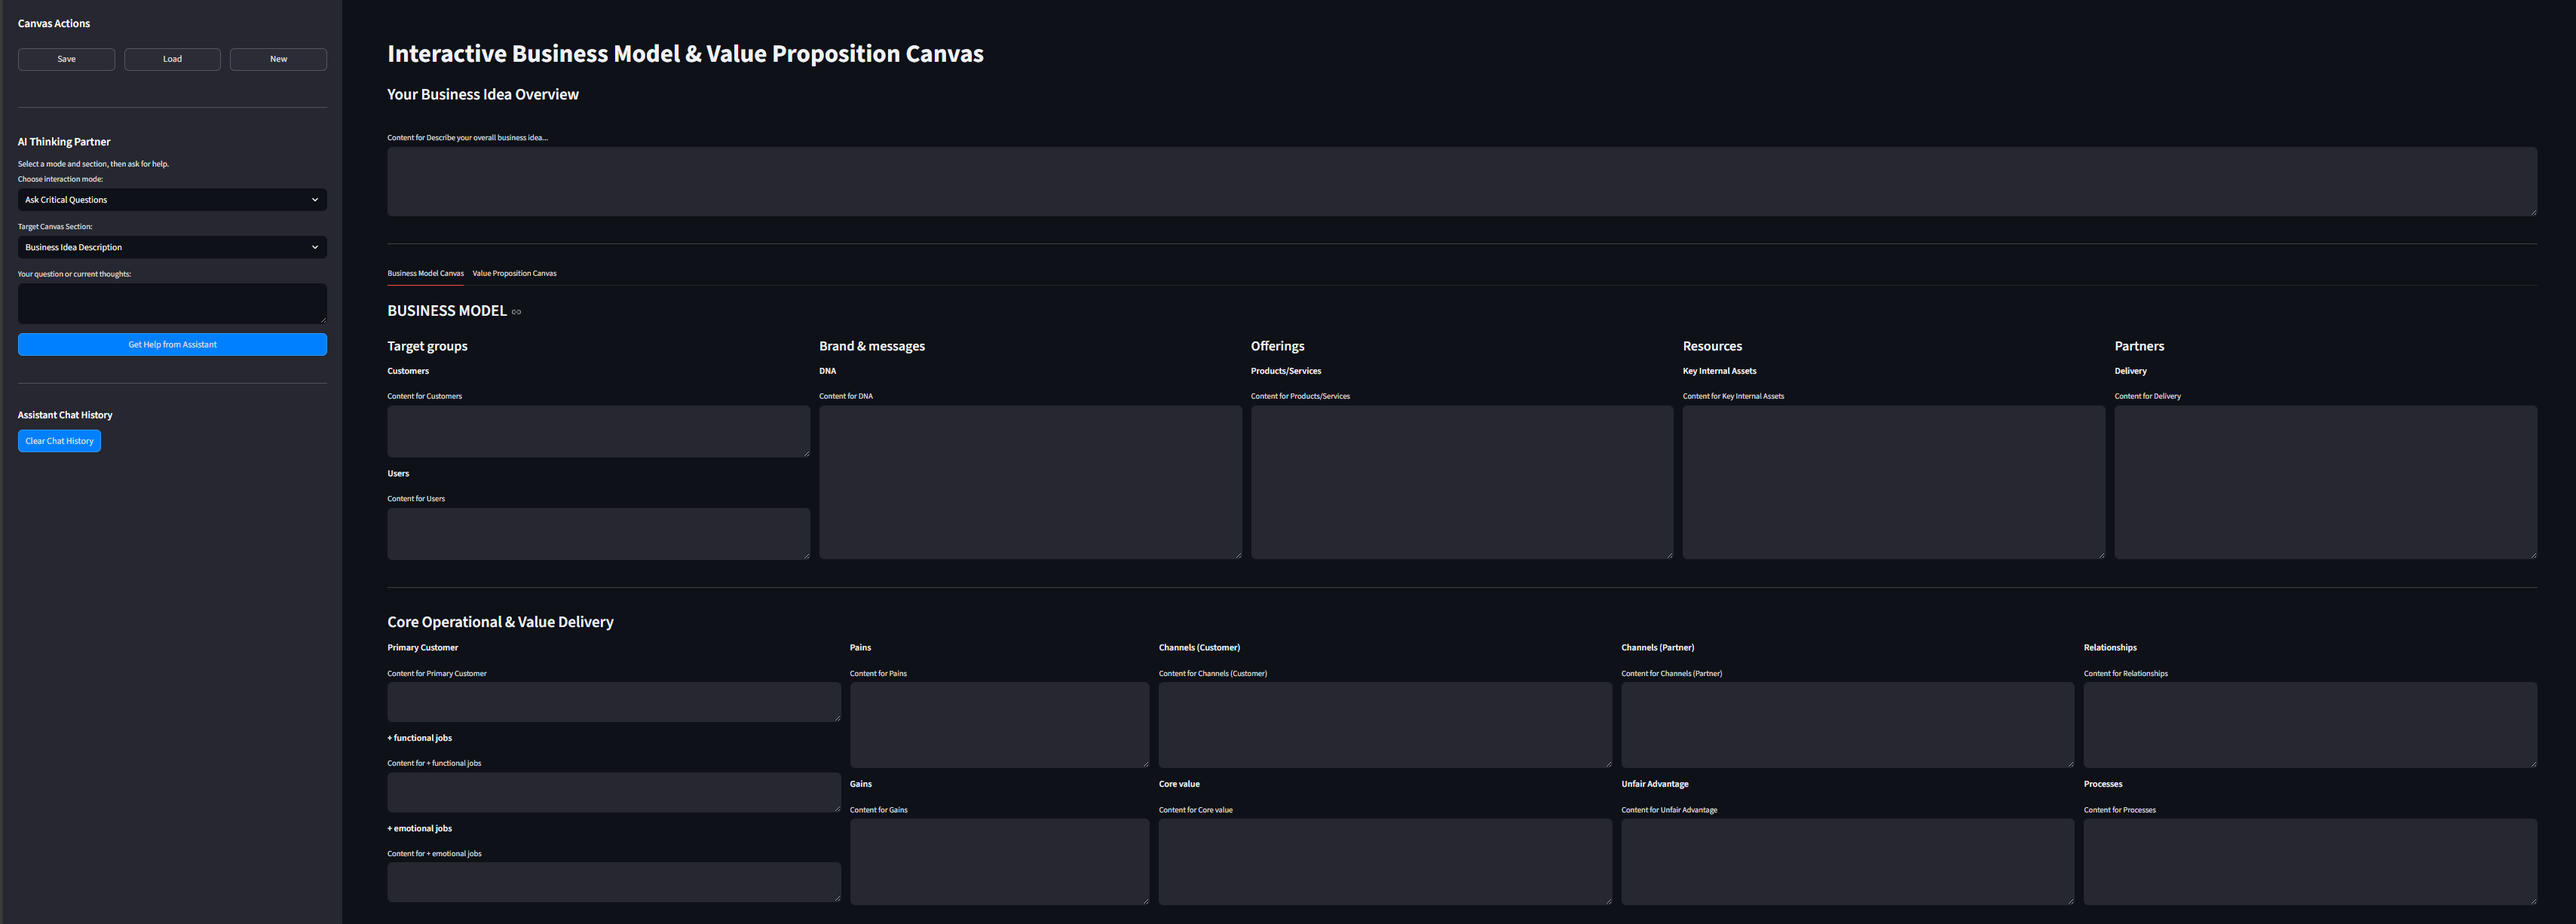 Canvas Actions
Save
Load
New
AI Thinking Partner
Select a mode and section, then ask for help.
Choose interaction mode:
Ask Critical Questions
Target Canvas Section:
Business Idea Description
Your question or current thoughts:
Get Help from Assistant
Assistant Chat History
Clear Chat History
Interactive Business Model & Value Proposition Canvas
Your Business Idea Overview
Content for Describe your overall business idea...
Business Model Canvas
Value Proposition Canvas
BUSINESS MODEL
Target groups
Customers
Content for Customers
Users
Content for Users
Brand & messages
DNA
Content for DNA
Offerings
Products/Services
Content for Products/Services
Resources
Key Internal Assets
Content for Key Internal Assets
Partners
Delivery
Content for Delivery
Core Operational & Value Delivery
Primary Customer
Content for Primary Customer
+ functional jobs
Content for + functional jobs
+ emotional jobs
Content for + emotional jobs
Pains
Content for Pains
Gains
Content for Gains
Channels (Customer)
Content for Channels (Customer)
Core value
Content for Core value
Channels (Partner)
Content for Channels (Partner)
Unfair Advantage
Content for Unfair Advantage
Relationships
Content for Relationships
Processes
Content for Processes